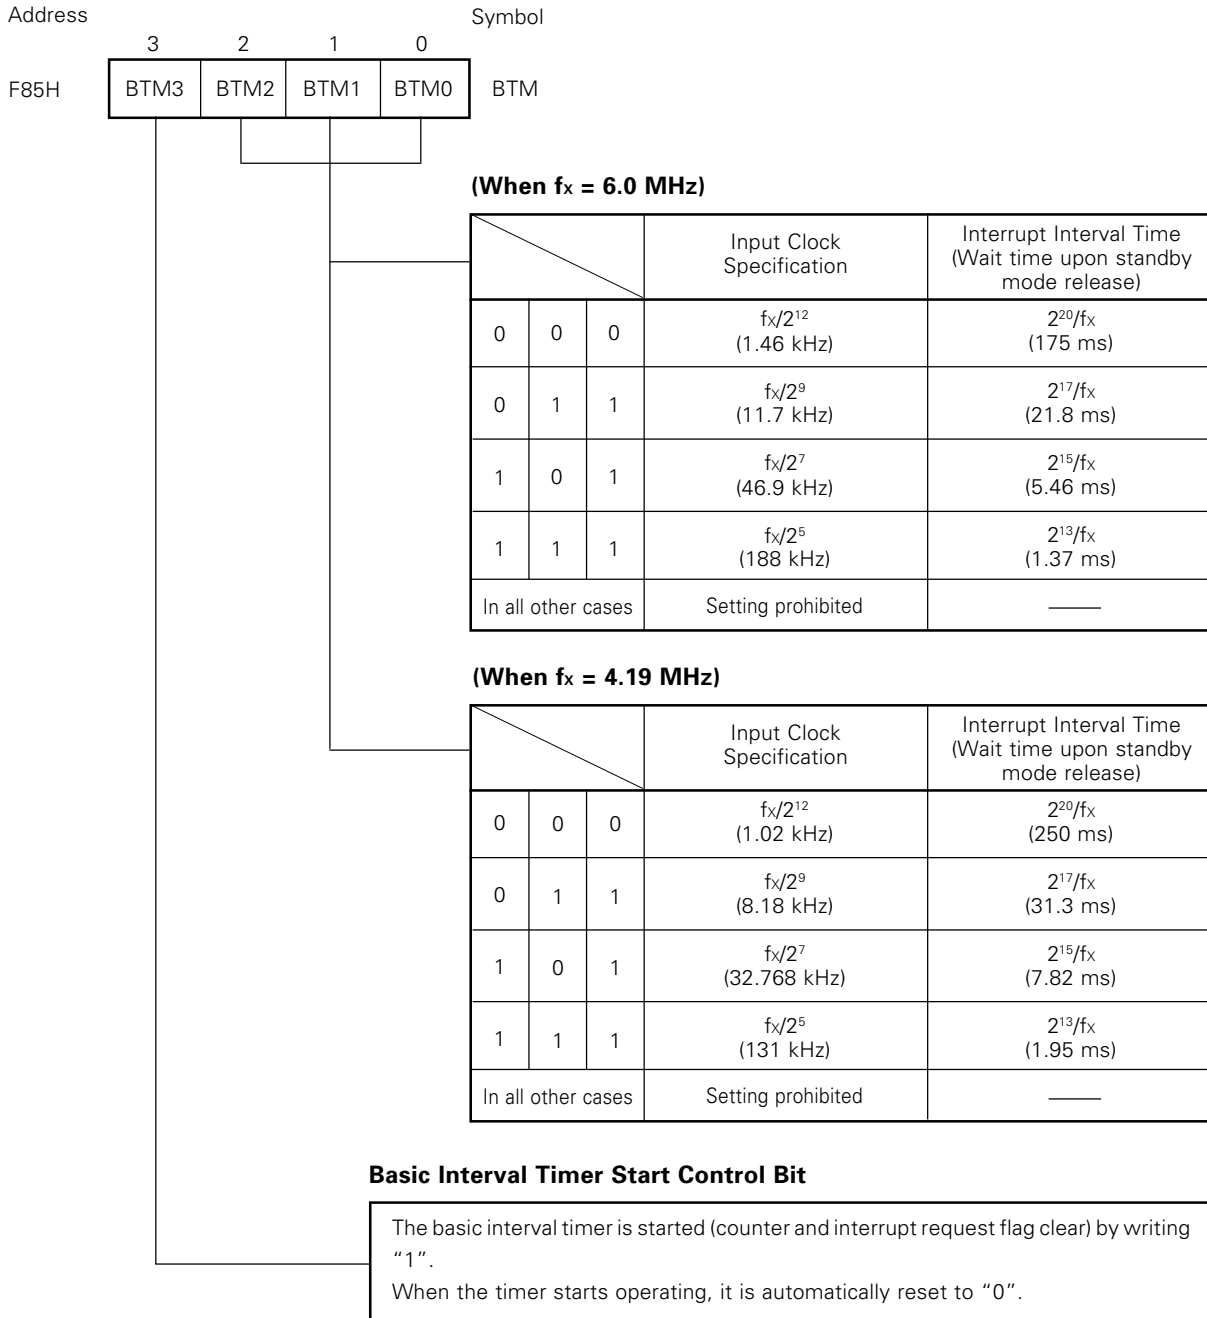 Address Symbol
3 2 1 0
F85H BTM3 BTM2 BTM1 BTM0 BTM
(When fx = 6.0 MHz)
Input Clock Specification
Interrupt Interval Time (Wait time upon standby mode release)
0 0 0 fx/2¹² (1.46 kHz) 2²⁰/fx (175 ms)
0 1 1 fx/2⁹ (11.7 kHz) 2¹⁷/fx (21.8 ms)
1 0 1 fx/2⁷ (46.9 kHz) 2¹⁵/fx (5.46 ms)
1 1 1 fx/2⁵ (188 kHz) 2¹³/fx (1.37 ms)
In all other cases Setting prohibited ——
(When fx = 4.19 MHz)
Input Clock Specification
Interrupt Interval Time (Wait time upon standby mode release)
0 0 0 fx/2¹² (1.02 kHz) 2²⁰/fx (250 ms)
0 1 1 fx/2⁹ (8.18 kHz) 2¹⁷/fx (31.3 ms)
1 0 1 fx/2⁷ (32.768 kHz) 2¹⁵/fx (7.82 ms)
1 1 1 fx/2⁵ (131 kHz) 2¹³/fx (1.95 ms)
In all other cases Setting prohibited ——
Basic Interval Timer Start Control Bit
The basic interval timer is started (counter and interrupt request flag clear) by writing
“1”.
When the timer starts operating, it is automatically reset to “0”.